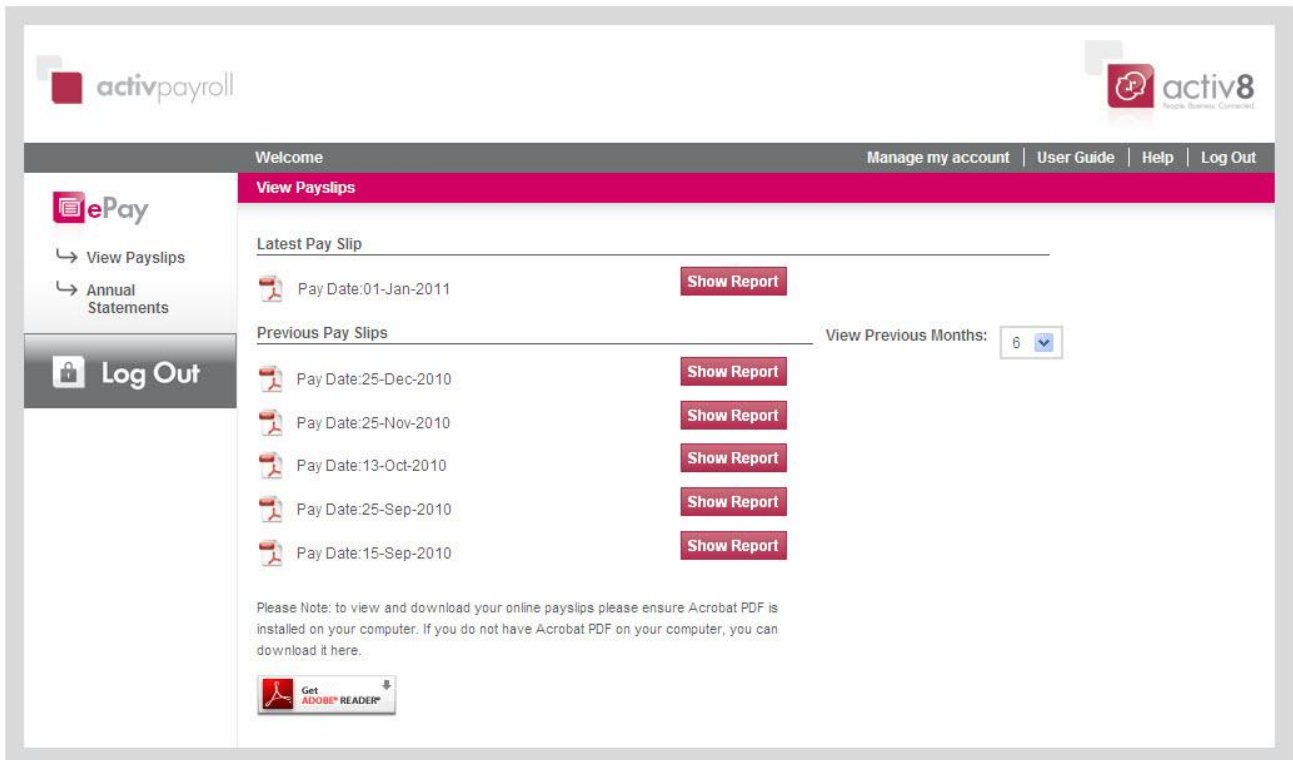 activpayroll
activ8
People. Business. Connected.
Welcome
Manage my account | User Guide | Help | Log Out
ePay
View Payslips
Annual
Statements
Log Out
View Payslips
Latest Pay Slip
Pay Date:01-Jan-2011 Show Report
Previous Pay Slips
View Previous Months: 6
Pay Date:25-Dec-2010 Show Report
Pay Date:25-Nov-2010 Show Report
Pay Date:13-Oct-2010 Show Report
Pay Date:25-Sep-2010 Show Report
Pay Date:15-Sep-2010 Show Report
Please Note: to view and download your online payslips please ensure Acrobat PDF is
installed on your computer. If you do not have Acrobat PDF on your computer, you can
download it here.
Get
ADOBE® READER®